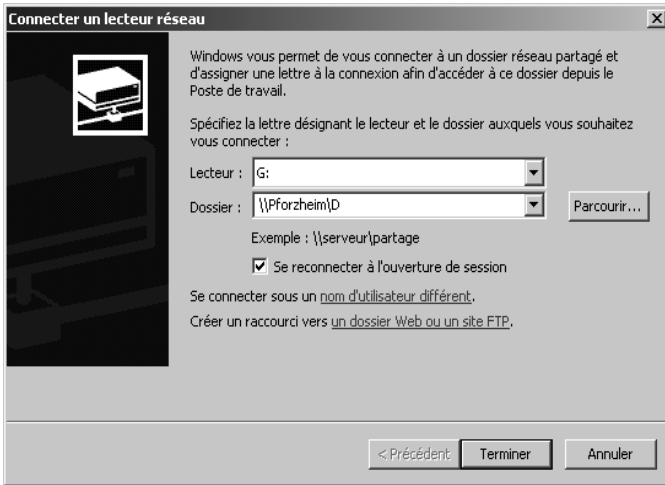 Connecter un lecteur réseau
Windows vous permet de vous connecter à un dossier réseau partagé et
d'assigner une lettre à la connexion afin d'accéder à ce dossier depuis le
Poste de travail.
Spécifiez la lettre désignant le lecteur et le dossier auxquels vous souhaitez
vous connecter :
Lecteur : G:
Dossier : \\Pforzheim\D Parcourir...
Exemple : \\serveur\partage
Se reconnecter à l'ouverture de session
Se connecter sous un nom d'utilisateur différent.
Créer un raccourci vers un dossier Web ou un site FTP.
< Précédent Terminer Annuler